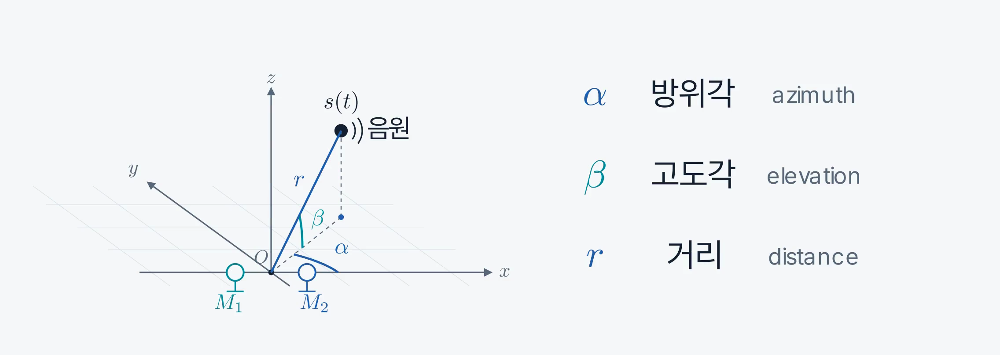 z
s(t)
음원
y
r
β
α
O
x
M₁
M₂
α 방위각 azimuth
β 고도각 elevation
r 거리 distance